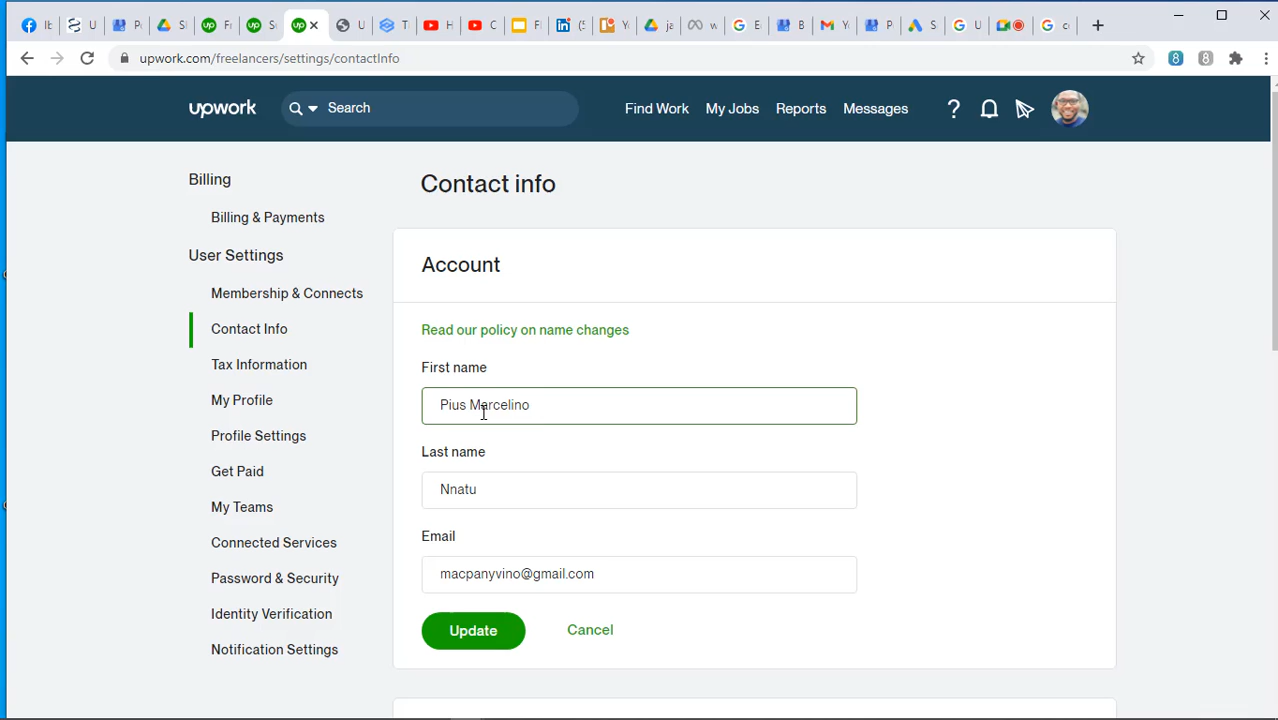 upwork.com/freelancers/settings/contactInfo
upwork
Search
Find Work
My Jobs
Reports
Messages
?
Billing
Billing & Payments
User Settings
Membership & Connects
Contact Info
Tax Information
My Profile
Profile Settings
Get Paid
My Teams
Connected Services
Password & Security
Identity Verification
Notification Settings
Contact info
Account
Read our policy on name changes
First name
Pius Marcelino
Last name
Nnatu
Email
macpanyvino@gmail.com
Update
Cancel